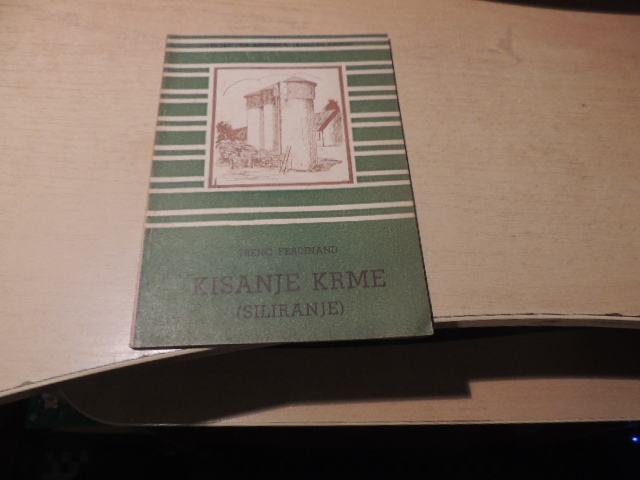 FERDINAND
KISANJE KRME
(SILIRANJE)